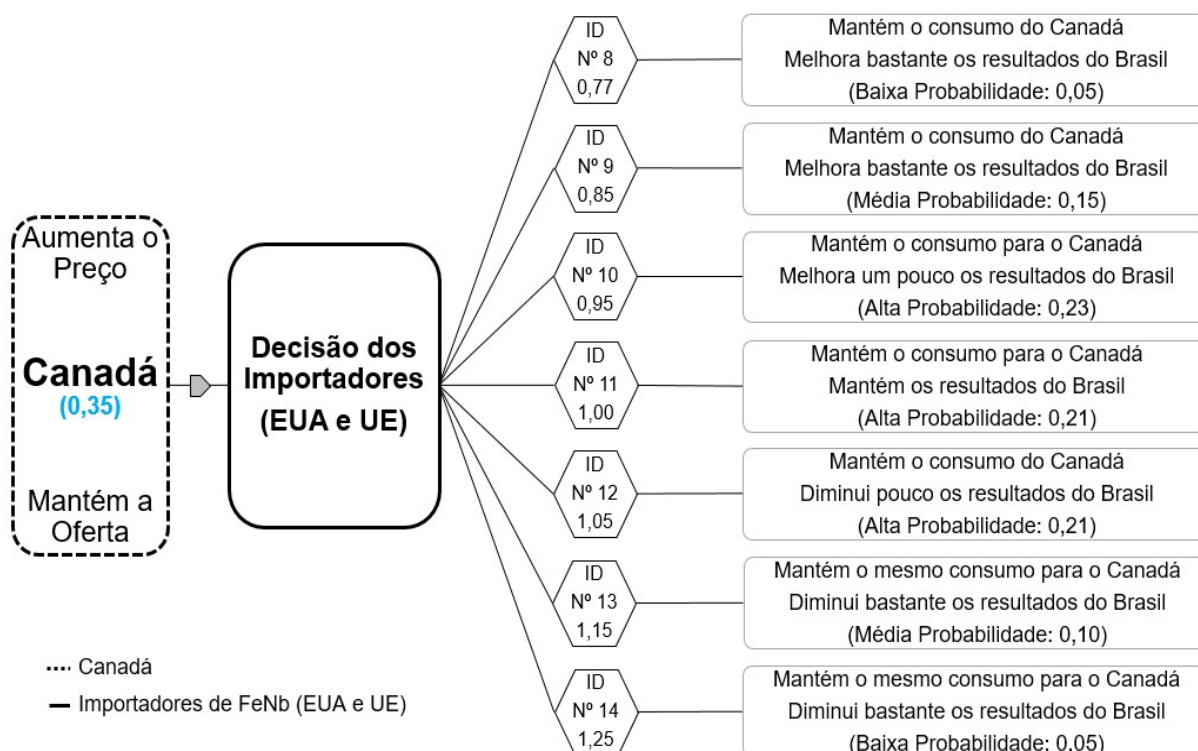 Aumenta o
Preço
Canadá
(0,35)
Mantém a
Oferta
Decisão dos
Importadores
(EUA e UE)
ID
Nº 8
0,77
Mantém o consumo do Canadá
Melhora bastante os resultados do Brasil
(Baixa Probabilidade: 0,05)
ID
Nº 9
0,85
Mantém o consumo do Canadá
Melhora bastante os resultados do Brasil
(Média Probabilidade: 0,15)
ID
Nº 10
0,95
Mantém o consumo para o Canadá
Melhora um pouco os resultados do Brasil
(Alta Probabilidade: 0,23)
ID
Nº 11
1,00
Mantém o consumo para o Canadá
Mantém os resultados do Brasil
(Alta Probabilidade: 0,21)
ID
Nº 12
1,05
Mantém o consumo do Canadá
Diminui pouco os resultados do Brasil
(Alta Probabilidade: 0,21)
ID
Nº 13
1,15
Mantém o mesmo consumo para o Canadá
Diminui bastante os resultados do Brasil
(Média Probabilidade: 0,10)
ID
Nº 14
1,25
Mantém o mesmo consumo para o Canadá
Diminui bastante os resultados do Brasil
(Baixa Probabilidade: 0,05)
Canadá
Importadores de FeNb (EUA e UE)